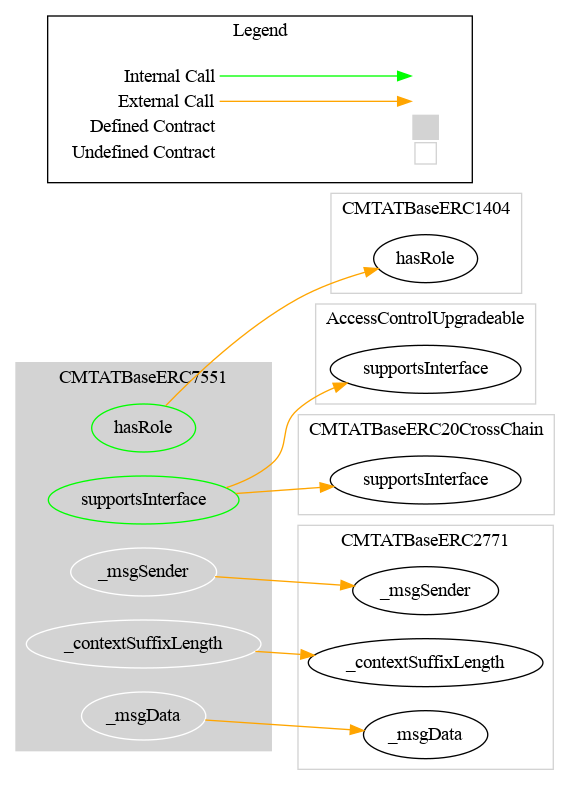 Legend
Internal Call
External Call
Defined Contract
Undefined Contract
CMTATBaseERC1404
hasRole
AccessControlUpgradeable
supportsInterface
CMTATBaseERC7551
hasRole
supportsInterface
_msgSender
_contextSuffixLength
_msgData
CMTATBaseERC20CrossChain
supportsInterface
CMTATBaseERC2771
_msgSender
_contextSuffixLength
_msgData